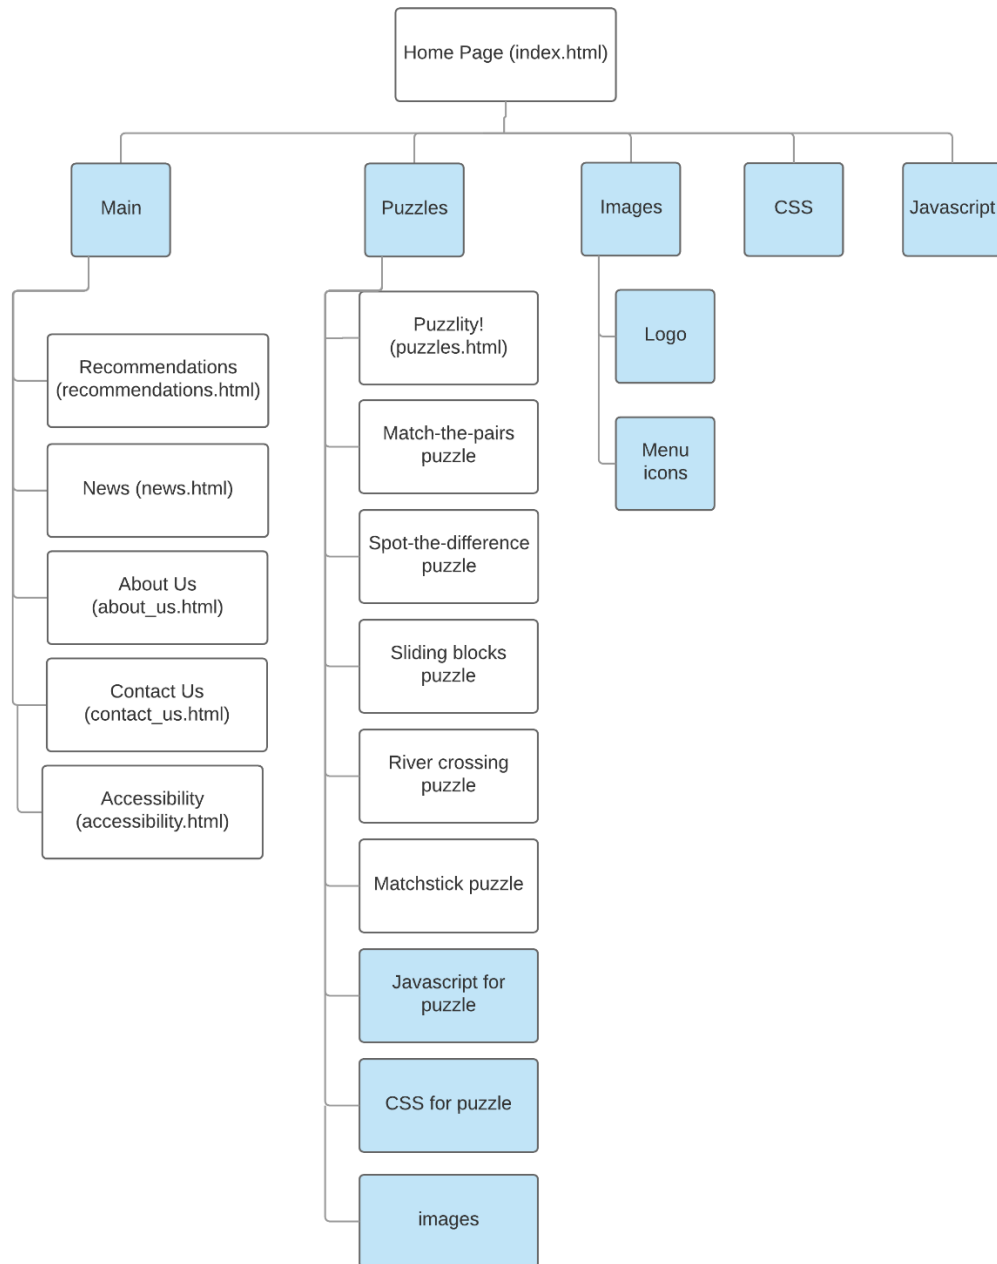 Home Page (index.html)
Main
Puzzles
Images
CSS
Javascript
Recommendations
(recommendations.html)
News (news.html)
About Us
(about_us.html)
Contact Us
(contact_us.html)
Accessibility
(accessibility.html)
Puzzlity!
(puzzles.html)
Match-the-pairs
puzzle
Spot-the-difference
puzzle
Sliding blocks
puzzle
River crossing
puzzle
Matchstick puzzle
Javascript for
puzzle
CSS for puzzle
images
Logo
Menu
icons